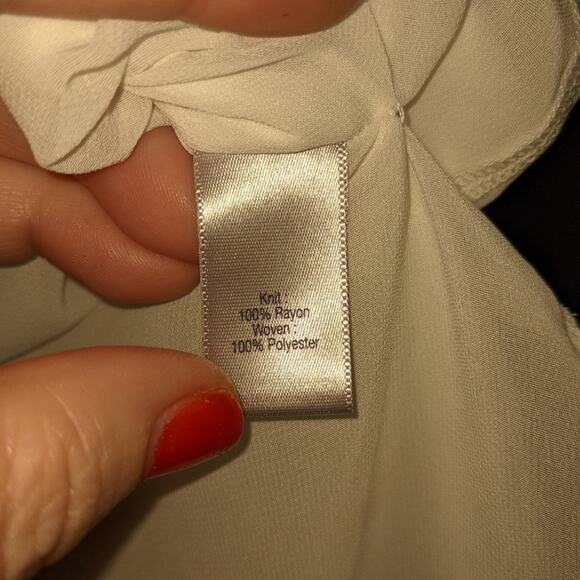 Knit :
100% Rayon
Woven :
100% Polyester